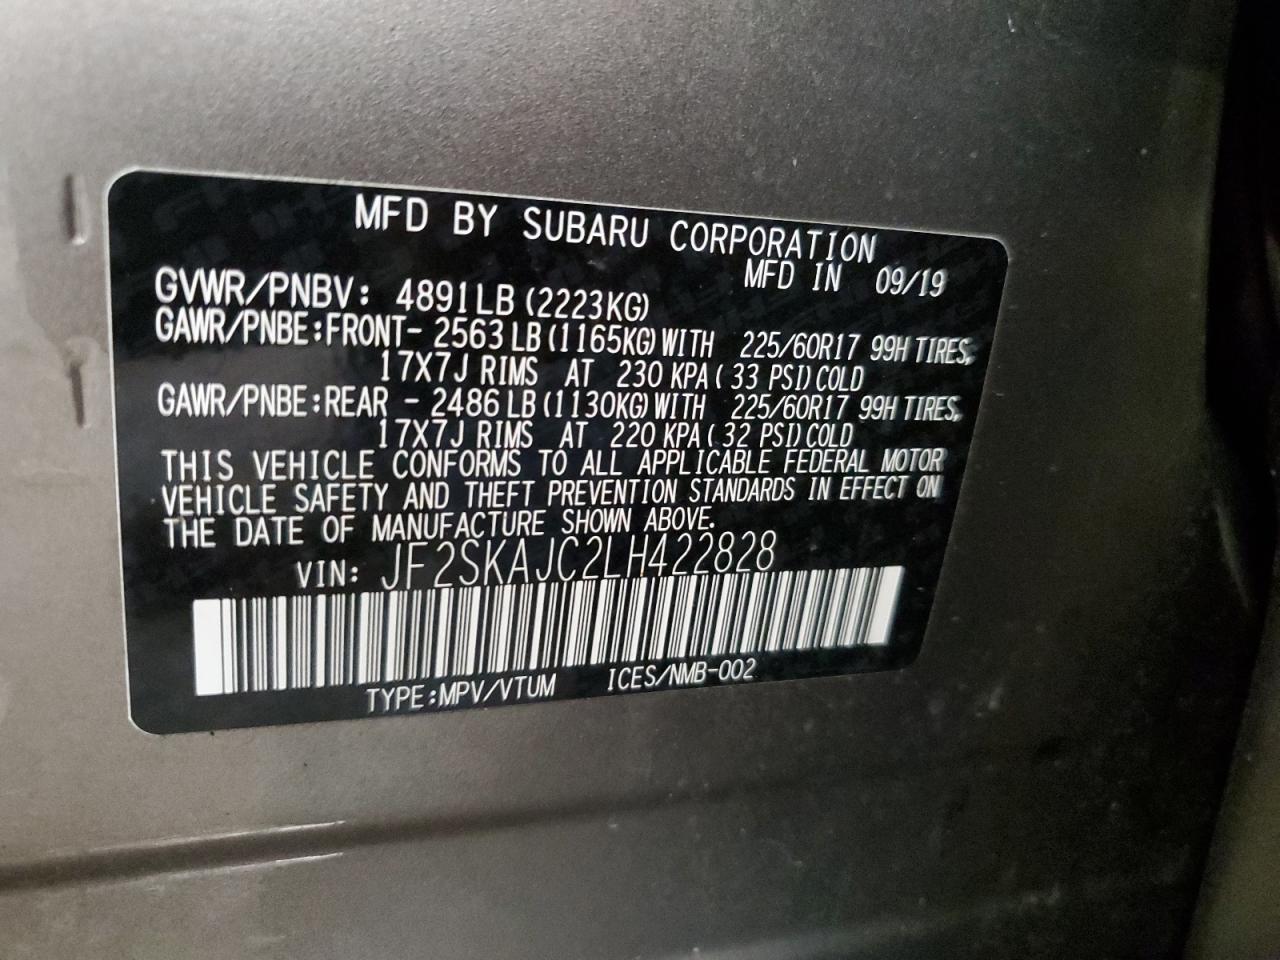 MFD BY SUBARU CORPORATION
MFD IN 09/19
GVWR/PNBV: 4891LB (2223KG)
GAWR/PNBE:FRONT- 2563LB (1165KG) WITH 225/60R17 99H TIRES,
17X7J RIMS AT 230 KPA ( 33 PSI) COLD
GAWR/PNBE:REAR - 2486LB (1130KG) WITH 225/60R17 99H TIRES,
17X7J RIMS AT 220 KPA ( 32 PSI) COLD
THIS VEHICLE CONFORMS TO ALL APPLICABLE FEDERAL MOTOR
VEHICLE SAFETY AND THEFT PREVENTION STANDARDS IN EFFECT ON
THE DATE OF MANUFACTURE SHOWN ABOVE.
VIN: JF2SKAJC2LH422828
TYPE:MPV/VTUM ICES/NMB-002